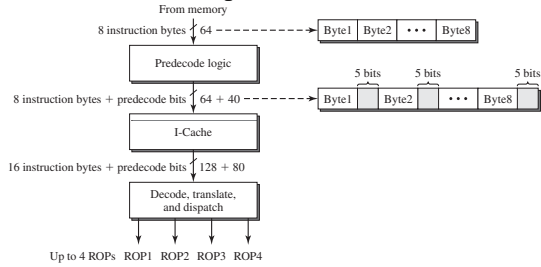 From memory
8 instruction bytes 64
Byte1 Byte2 • • • Byte8
Predecode logic
5 bits 5 bits 5 bits
8 instruction bytes + predecode bits 64 + 40
Byte1 Byte2 • • • Byte8
I-Cache
16 instruction bytes + predecode bits 128 + 80
Decode, translate,
and dispatch
Up to 4 ROPs ROP1 ROP2 ROP3 ROP4